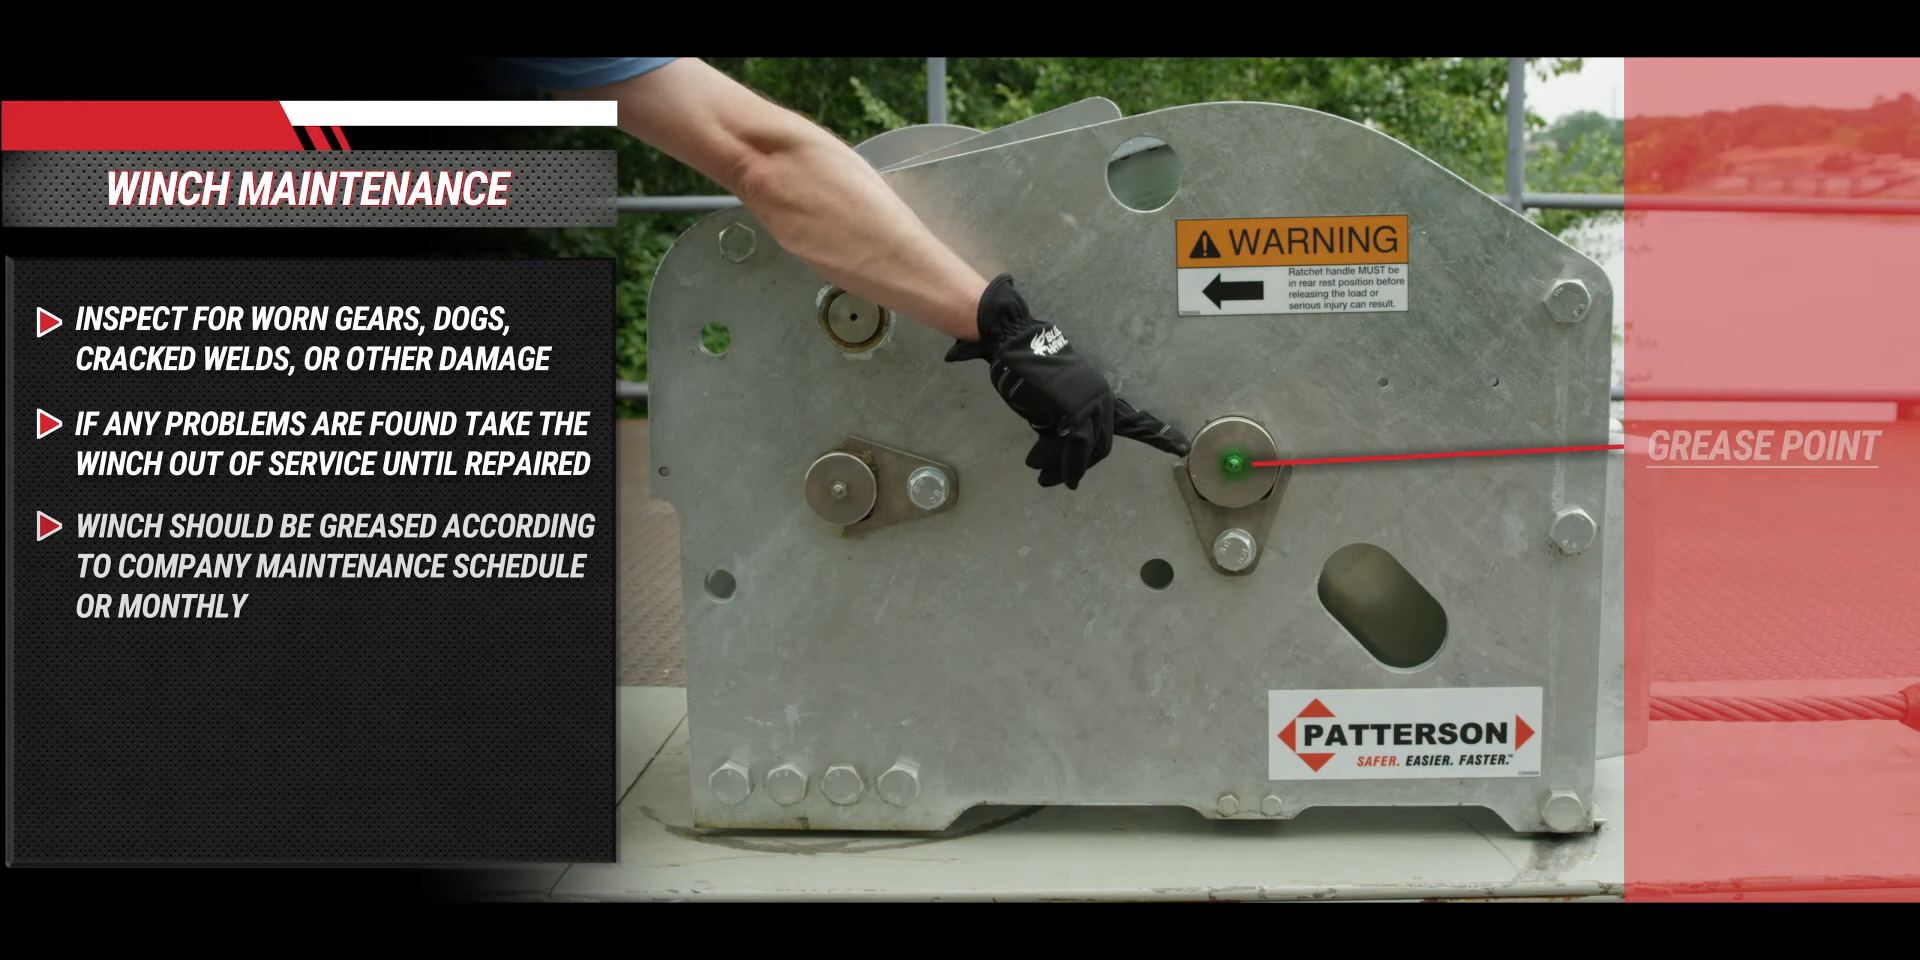 WINCH MAINTENANCE
INSPECT FOR WORN GEARS, DOGS,
CRACKED WELDS, OR OTHER DAMAGE
IF ANY PROBLEMS ARE FOUND TAKE THE
WINCH OUT OF SERVICE UNTIL REPAIRED
WINCH SHOULD BE GREASED ACCORDING
TO COMPANY MAINTENANCE SCHEDULE
OR MONTHLY
WARNING
Ratchet handle MUST be
in rear rest position before
releasing the load or
serious injury can result.
GREASE POINT
PATTERSON
SAFER. EASIER. FASTER.™